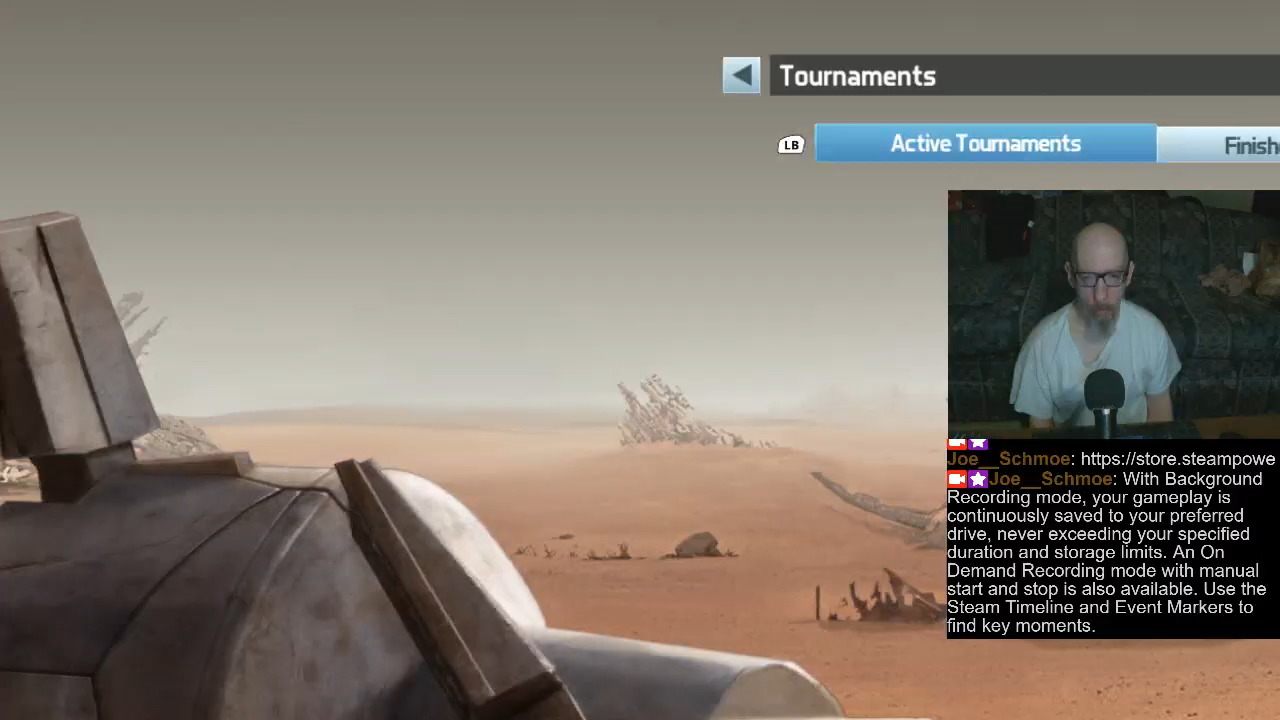 Tournaments
LB
Active Tournaments
Finish
Joe__Schmoe: https://store.steampowe
Joe__Schmoe: With Background
Recording mode, your gameplay is
continuously saved to your preferred
drive, never exceeding your specified
duration and storage limits. An On
Demand Recording mode with manual
start and stop is also available. Use the
Steam Timeline and Event Markers to
find key moments.